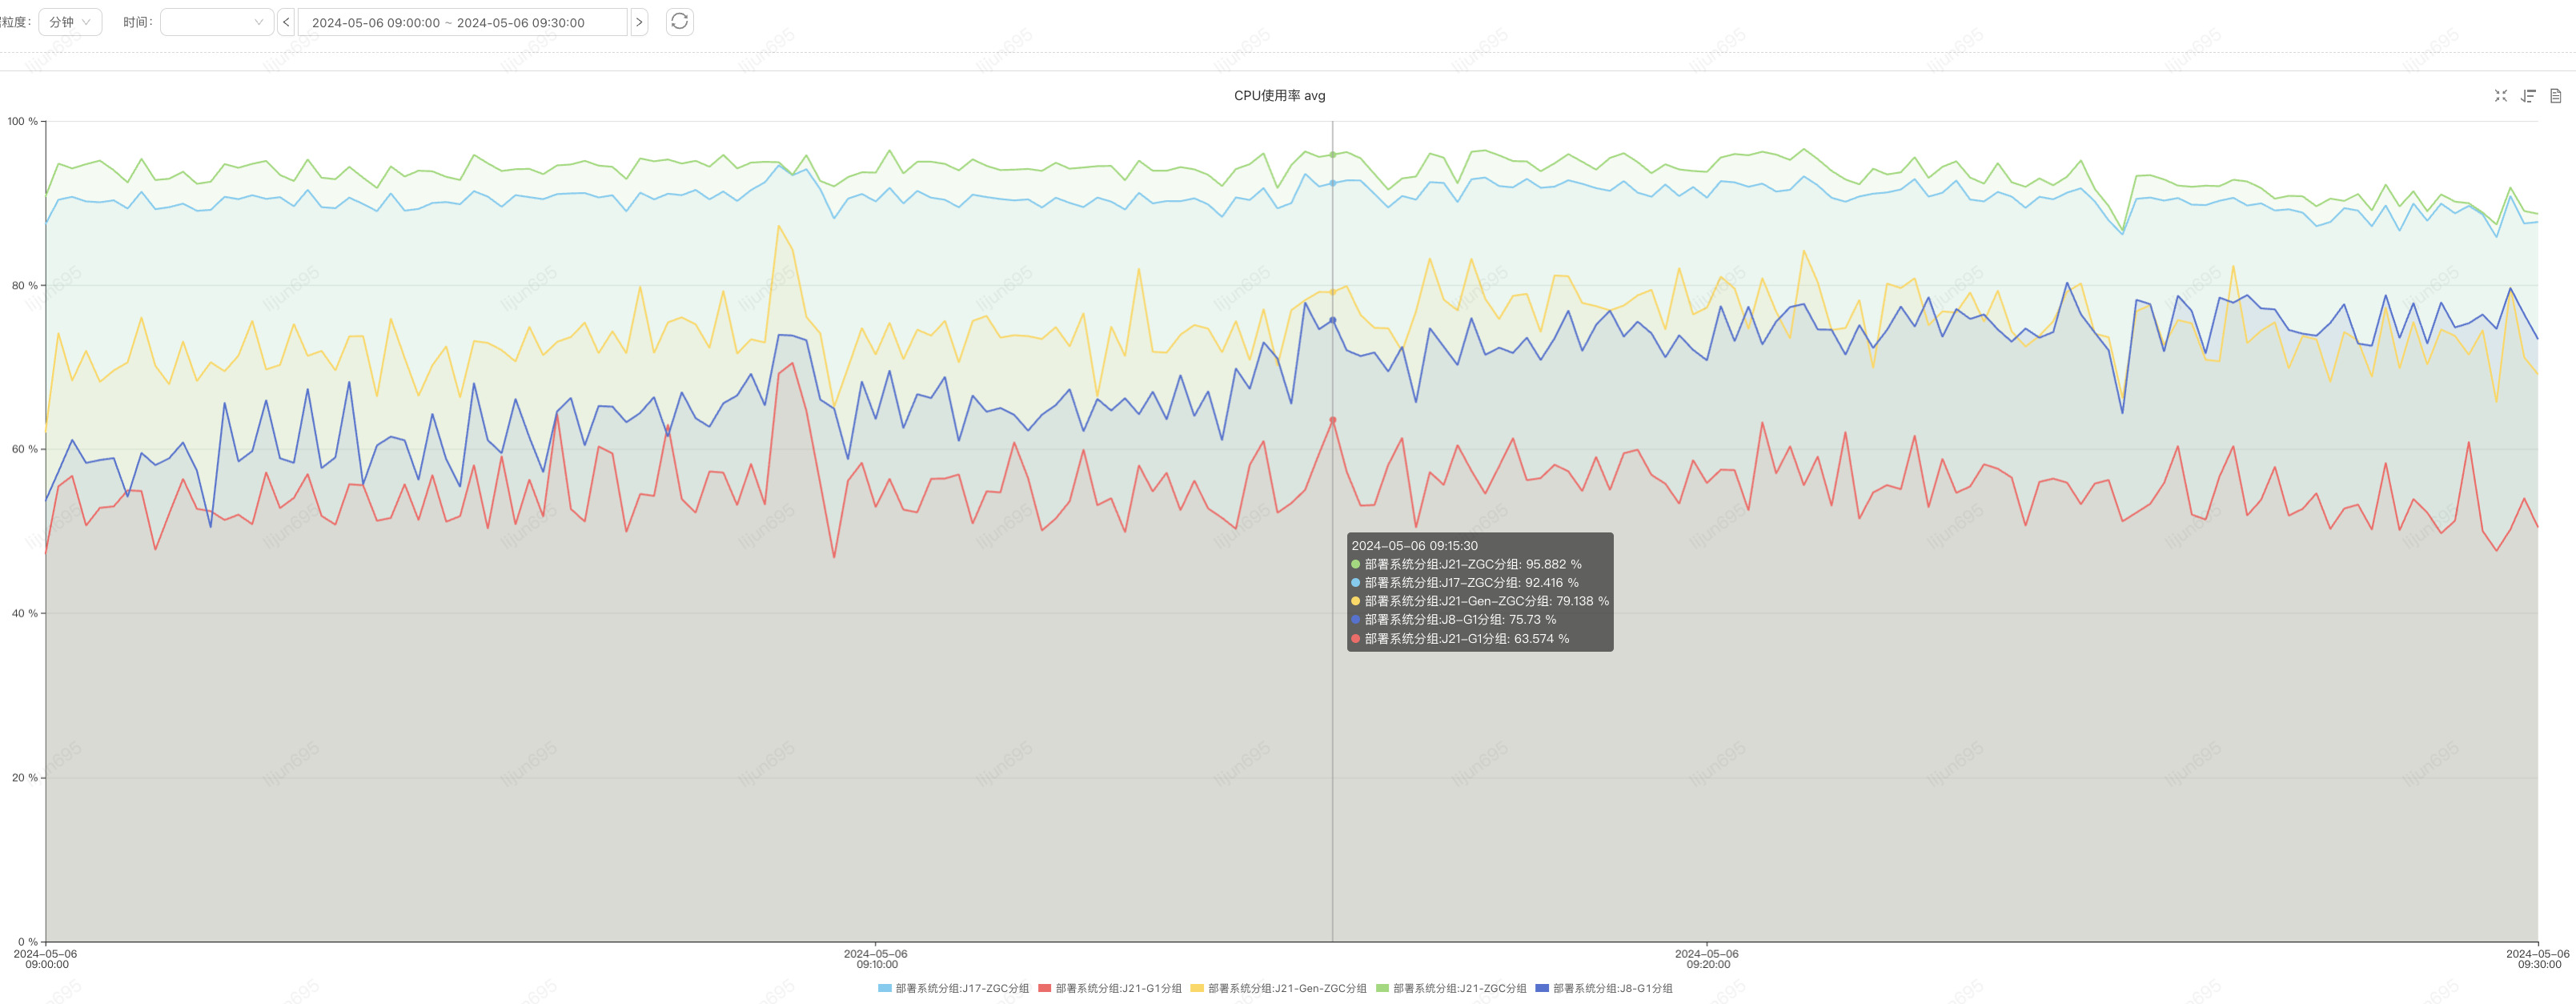 粒度： 分钟 时间： 2024-05-06 09:00:00 ~ 2024-05-06 09:30:00
CPU使用率 avg
100 %
80 %
60 %
40 %
20 %
0 %
2024-05-06 09:15:30
部署系统分组:J21-ZGC分组: 95.882 %
部署系统分组:J17-ZGC分组: 92.416 %
部署系统分组:J21-Gen-ZGC分组: 79.138 %
部署系统分组:J8-G1分组: 75.73 %
部署系统分组:J21-G1分组: 63.574 %
2024-05-06 2024-05-06 2024-05-06 2024-05-06
09:00:00 09:10:00 09:20:00 09:30:00
部署系统分组:J17-ZGC分组 部署系统分组:J21-G1分组 部署系统分组:J21-Gen-ZGC分组 部署系统分组:J21-ZGC分组 部署系统分组:J8-G1分组